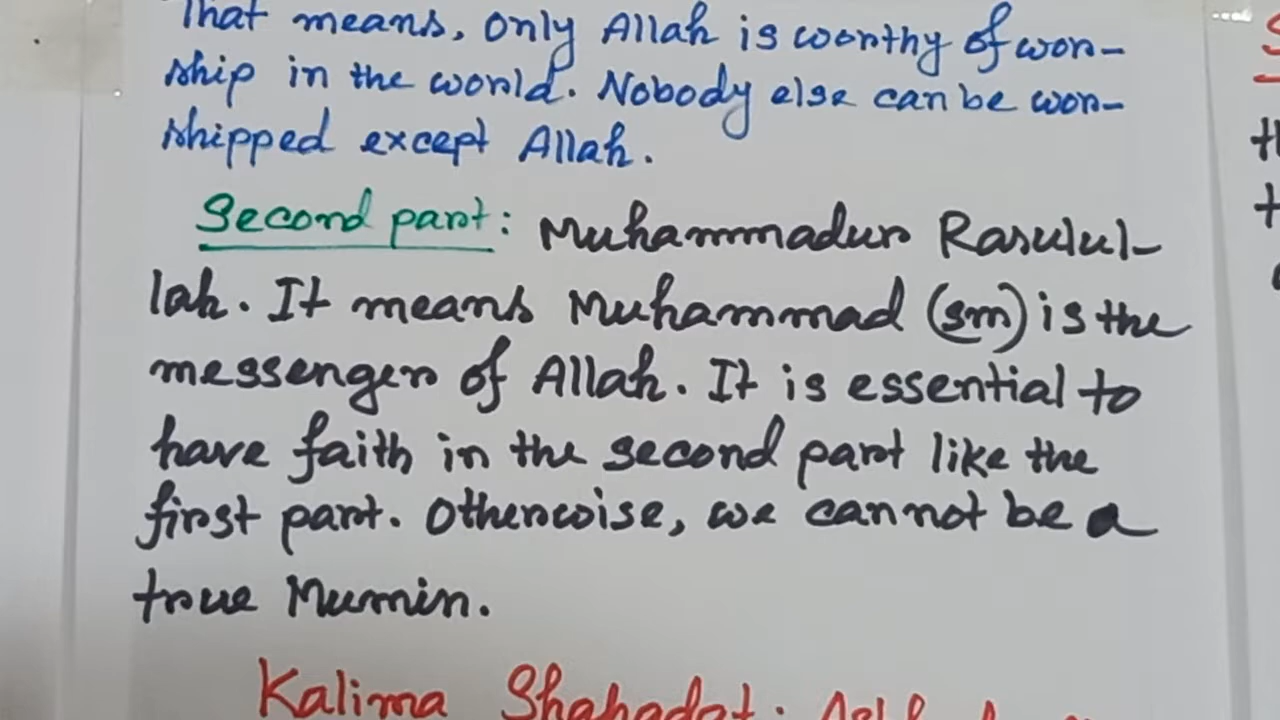 That means, only Allah is worthy of wor-
ship in the world. Nobody else can be wor-
shipped except Allah.
Second part: Muhammadur Rasulul-
lah. It means Muhammad (sm) is the
messenger of Allah. It is essential to
have faith in the second part like the
first part. Otherwise, we cannot be a
true Mumin.
Kalima Shahadat: